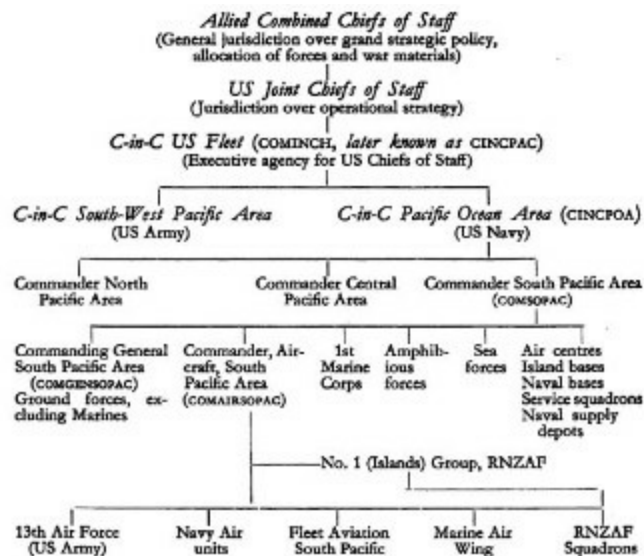 Allied Combined Chiefs of Staff
(General jurisdiction over grand strategic policy,
allocation of forces and war materials)
US Joint Chiefs of Staff
(Jurisdiction over operational strategy)
C-in-C US Fleet (COMINCH, later known as CINCPAC)
(Executive agency for US Chiefs of Staff)
C-in-C South-West Pacific Area
(US Army)
C-in-C Pacific Ocean Area (CINCPOA)
(US Navy)
Commander North
Pacific Area
Commander Central
Pacific Area
Commander South Pacific Area
(COMSOPAC)
Commanding General
South Pacific Area
(COMGENSOPAC)
Ground forces, ex-
cluding Marines
Commander, Air-
craft, South
Pacific Area
(COMAIRSOPAC)
1st
Marine
Corps
Amphib-
ious
forces
Sea
forces
Air centres
Island bases
Naval bases
Service squadrons
Naval supply
depots
No. 1 (Islands) Group, RNZAF
13th Air Force
(US Army)
Navy Air
units
Fleet Aviation
South Pacific
Marine Air
Wing
RNZAF
Squadrons